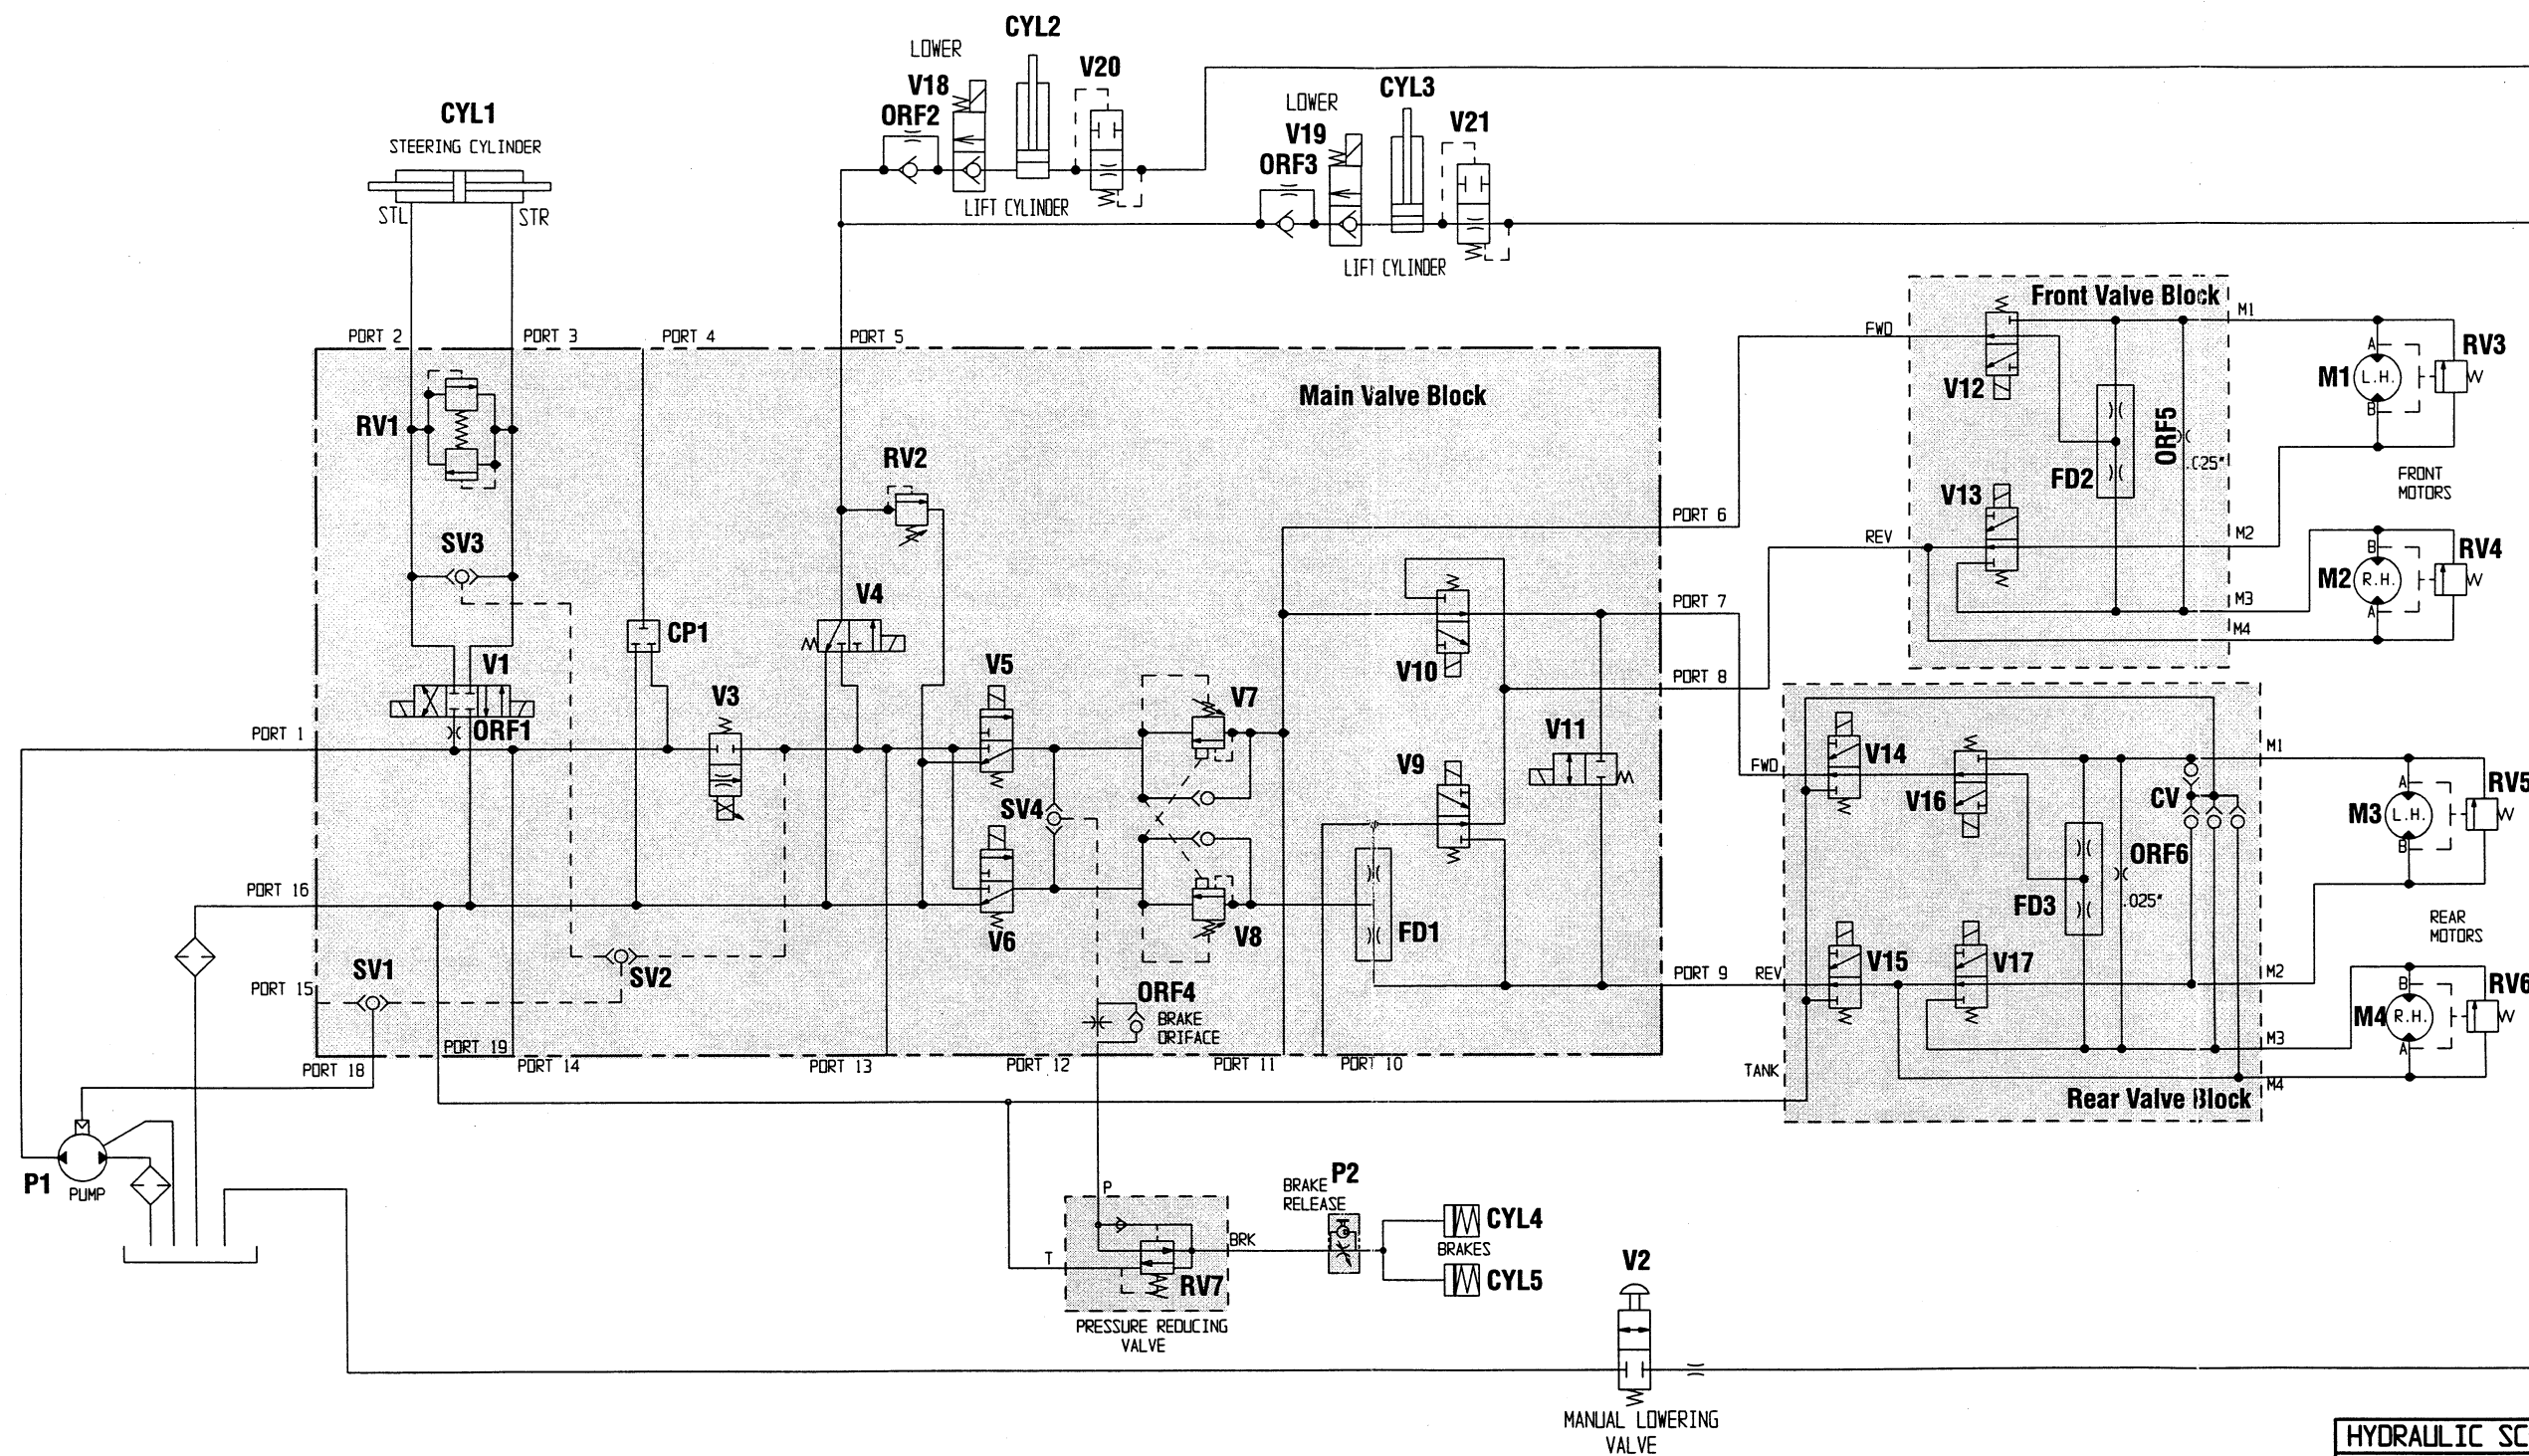 CYL2
LOWER
V20
V18
ORF2
CYL3
LOWER
V21
V19
ORF3
CYL1
STEERING CYLINDER
STL
STR
LIFT CYLINDER
LIFT CYLINDER
Front Valve Block
M1
FWD
PORT 2
PORT 3
PORT 4
PORT 5
RV3
A
M1
L.H.
B
V12
Main Valve Block
RV1
ORF5
.025"
RV2
FD2
FRONT
MOTORS
V13
PORT 6
REV
M2
B
RV4
M2
R.H.
A
SV3
V4
CP1
PORT 7
M3
M4
V1
V5
V10
PORT 8
V3
V7
V11
ORF1
PORT 1
M1
V14
FWD
V9
V16
CV
A
RV5
M3
L.H.
B
SV4
ORF6
.025"
FD3
PORT 16
V6
V8
FD1
REAR
MOTORS
SV1
SV2
V15
V17
PORT 15
PORT 9
REV
M2
B
RV6
M4
R.H.
A
ORF4
BRAKE
ORIFACE
M3
PORT 19
PORT 18
PORT 14
PORT 13
PORT 12
PORT 11
PORT 10
TANK
M4
Rear Valve Block
P1
PUMP
P
BRAKE
RELEASE
P2
BRK
T
RV7
CYL4
BRAKES
CYL5
PRESSURE REDUCING
VALVE
V2
MANUAL LOWERING
VALVE
HYDRAULIC SC